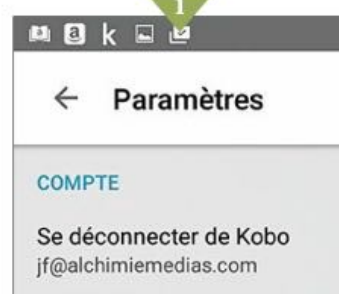 1
a k
← Paramètres
COMPTE
Se déconnecter de Kobo
jf@alchimiemedias.com